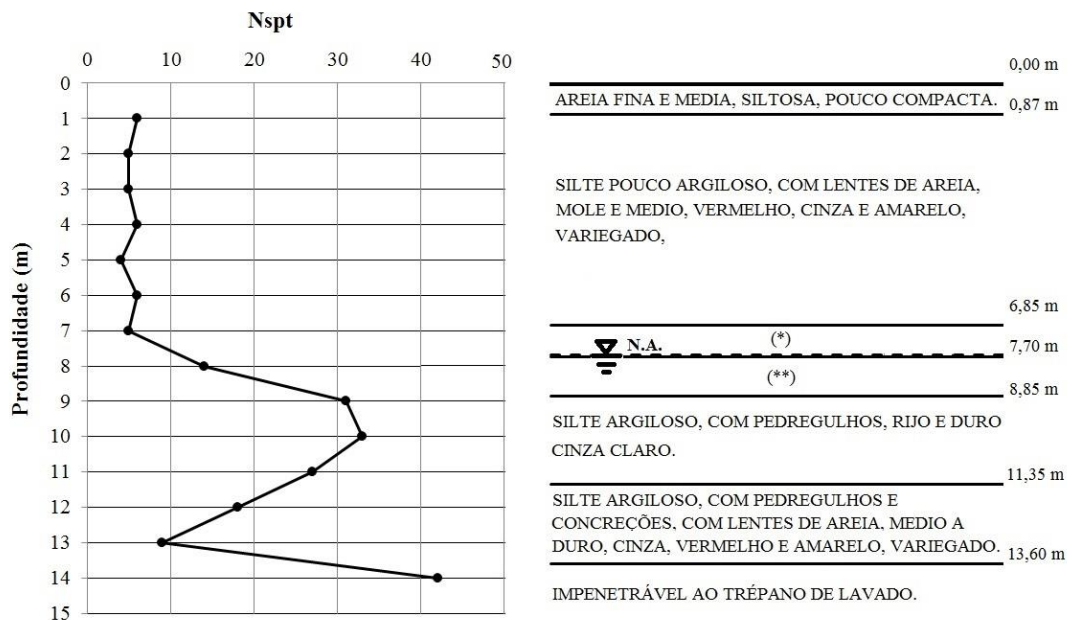 Nspt
0 10 20 30 40 50
Profundidade (m)
0
1
2
3
4
5
6
7
8
9
10
11
12
13
14
15
0,00 m
AREIA FINA E MEDIA, SILTOSA, POUCO COMPACTA.
0,87 m
SILTE POUCO ARGILOSO, COM LENTES DE AREIA,
MOLE E MEDIO, VERMELHO, CINZA E AMARELO,
VARIEGADO,
6,85 m
(*)
N.A.
7,70 m
(**)
8,85 m
SILTE ARGILOSO, COM PEDREGULHOS, RIJO E DURO
CINZA CLARO.
11,35 m
SILTE ARGILOSO, COM PEDREGULHOS E
CONCREÇÕES, COM LENTES DE AREIA, MEDIO A
DURO, CINZA, VERMELHO E AMARELO, VARIEGADO.
13,60 m
IMPENETRÁVEL AO TRÉPANO DE LAVADO.